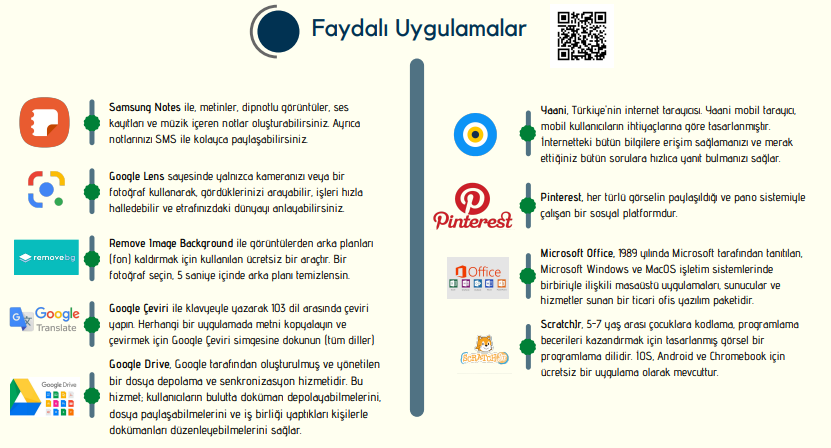 Faydalı Uygulamalar
Samsung Notes ile, metinler, dipnotlu görüntüler, ses
kayıtları ve müzik içeren notlar oluşturabilirsiniz. Ayrıca
notlarınızı SMS ile kolayca paylaşabilirsiniz.
Google Lens sayesinde yalnızca kameranızı veya bir
fotoğraf kullanarak, gördüklerinizi arayabilir, işleri hızla
halledebilir ve etrafınızdaki dünyayı anlayabilirsiniz.
removebg
Remove Image Background ile görüntülerden arka planları
(fon) kaldırmak için kullanılan ücretsiz bir araçtır. Bir
fotoğraf seçin, 5 saniye içinde arka planı temizlensin.
Google
Translate
Google Çeviri ile klavyeyle yazarak 103 dil arasında çeviri
yapın. Herhangi bir uygulamada metni kopyalayın ve
çevirmek için Google Çeviri simgesine dokunun (tüm diller)
Google Drive
Google Drive, Google tarafından oluşturulmuş ve yönetilen
bir dosya depolama ve senkronizasyon hizmetidir. Bu
hizmet; kullanıcıların bulutta doküman depolayabilmelerini,
dosya paylaşabilmelerini ve iş birliği yaptıkları kişilerle
dokümanları düzenleyebilmelerini sağlar.
Yaani, Türkiye'nin internet tarayıcısı. Yaani mobil tarayıcı,
mobil kullanıcıların ihtiyaçlarına göre tasarlanmıştır.
İnternetteki bütün bilgilere erişim sağlamanızı ve merak
ettiğiniz bütün sorulara hızlıca yanıt bulmanızı sağlar.
Pinterest
Pinterest, her türlü görselin paylaşıldığı ve pano sistemiyle
çalışan bir sosyal platformdur.
Office
Microsoft Office, 1989 yılında Microsoft tarafından tanıtılan,
Microsoft Windows ve MacOS işletim sistemlerinde
birbiriyle ilişkili masaüstü uygulamaları, sunucular ve
hizmetler sunan bir ticari ofis yazılım paketidir.
ScratchJr, 5-7 yaş arası çocuklara kodlama, programlama
becerileri kazandırmak için tasarlanmış görsel bir
programlama dilidir. IOS, Android ve Chromebook için
ücretsiz bir uygulama olarak mevcuttur.